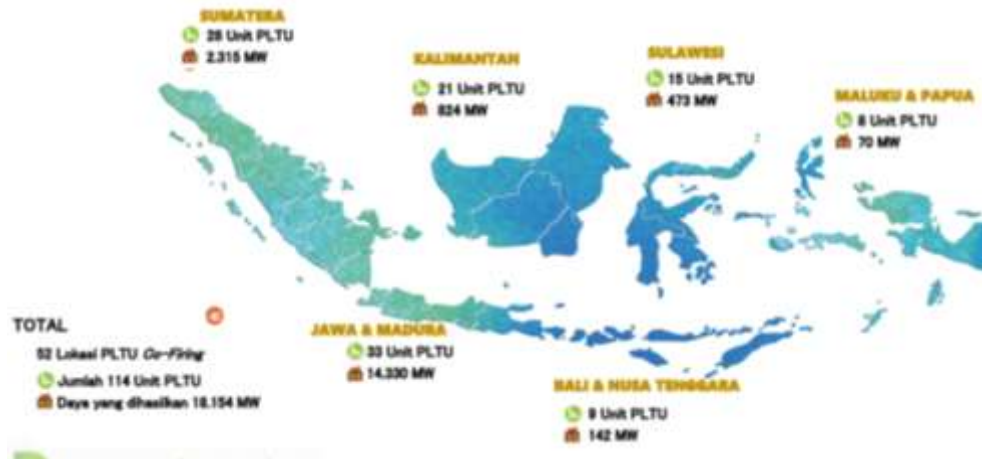 SUMATERA
28 Unit PLTU
2.315 MW
KALIMANTAN
21 Unit PLTU
824 MW
SULAWESI
15 Unit PLTU
473 MW
MALUKU & PAPUA
8 Unit PLTU
70 MW
TOTAL
52 Lokasi PLTU Co-Firing
Jumlah 114 Unit PLTU
Daya yang dihasilkan 18.154 MW
JAWA & MADURA
33 Unit PLTU
14.330 MW
BALI & NUSA TENGGARA
9 Unit PLTU
142 MW